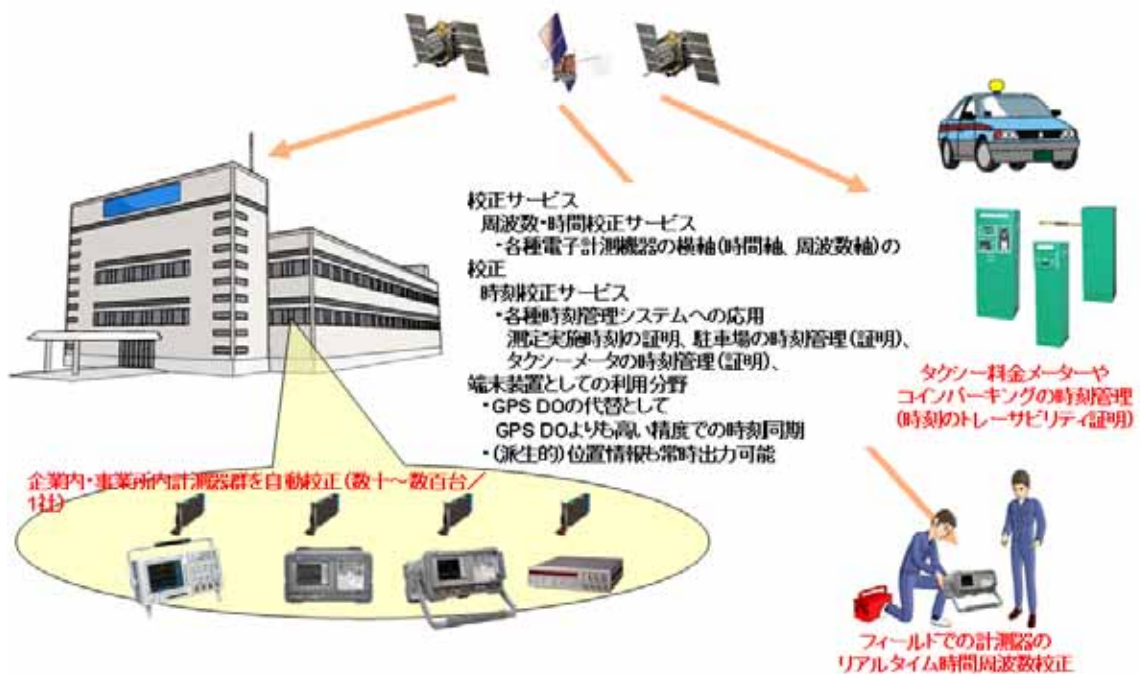 校正サービス
周波数・時間校正サービス
・各種電子計測機器の横軸(時間軸、周波数軸)の
校正
時刻校正サービス
・各種時刻管理システムへの応用
測定実施時刻の証明、駐車場の時刻管理(証明)、
タクシーメータの時刻管理(証明)、
端末装置としての利用分野
・GPS DOの代替として
GPS DOよりも高い精度での時刻同期
・(派生的)位置情報も常時出力可能
タクシー料金メーターや
コインパーキングの時刻管理
(時刻のトレーサビリティ証明)
企業内・事業所内計測器群を自動校正(数十～数百台／
1社)
フィールドでの計測器の
リアルタイム時間周波数校正